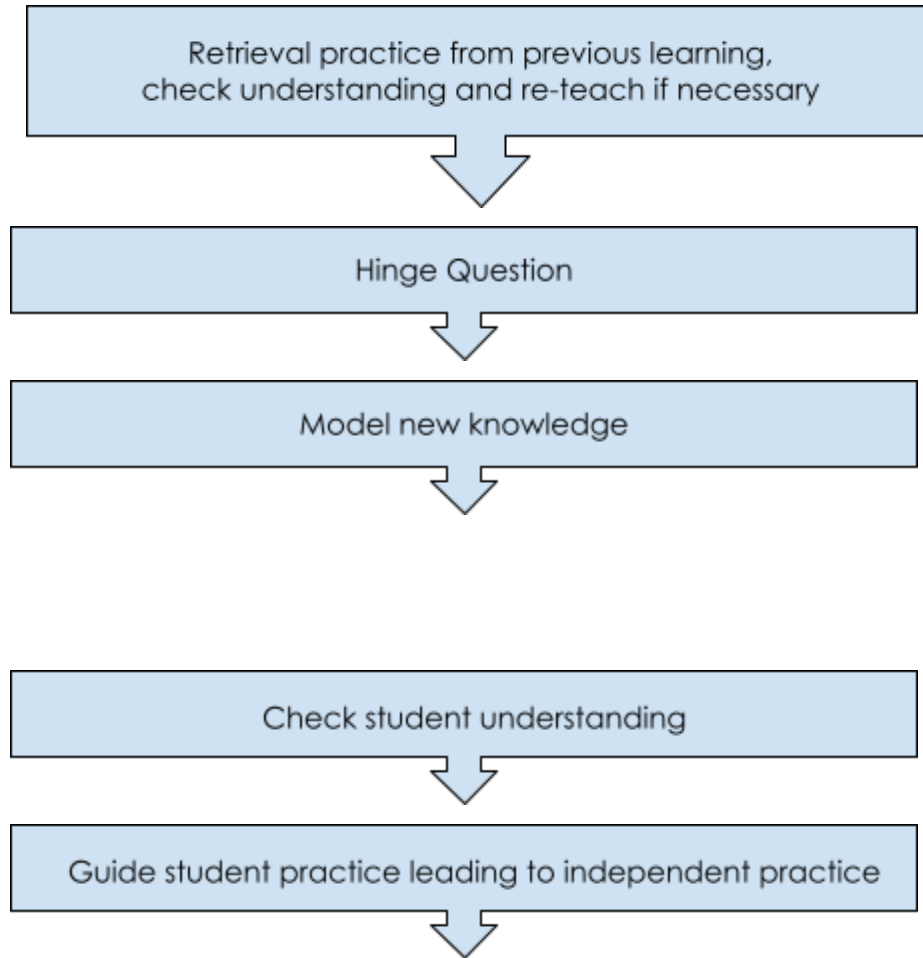 Retrieval practice from previous learning,
check understanding and re-teach if necessary
Hinge Question
Model new knowledge
Check student understanding
Guide student practice leading to independent practice